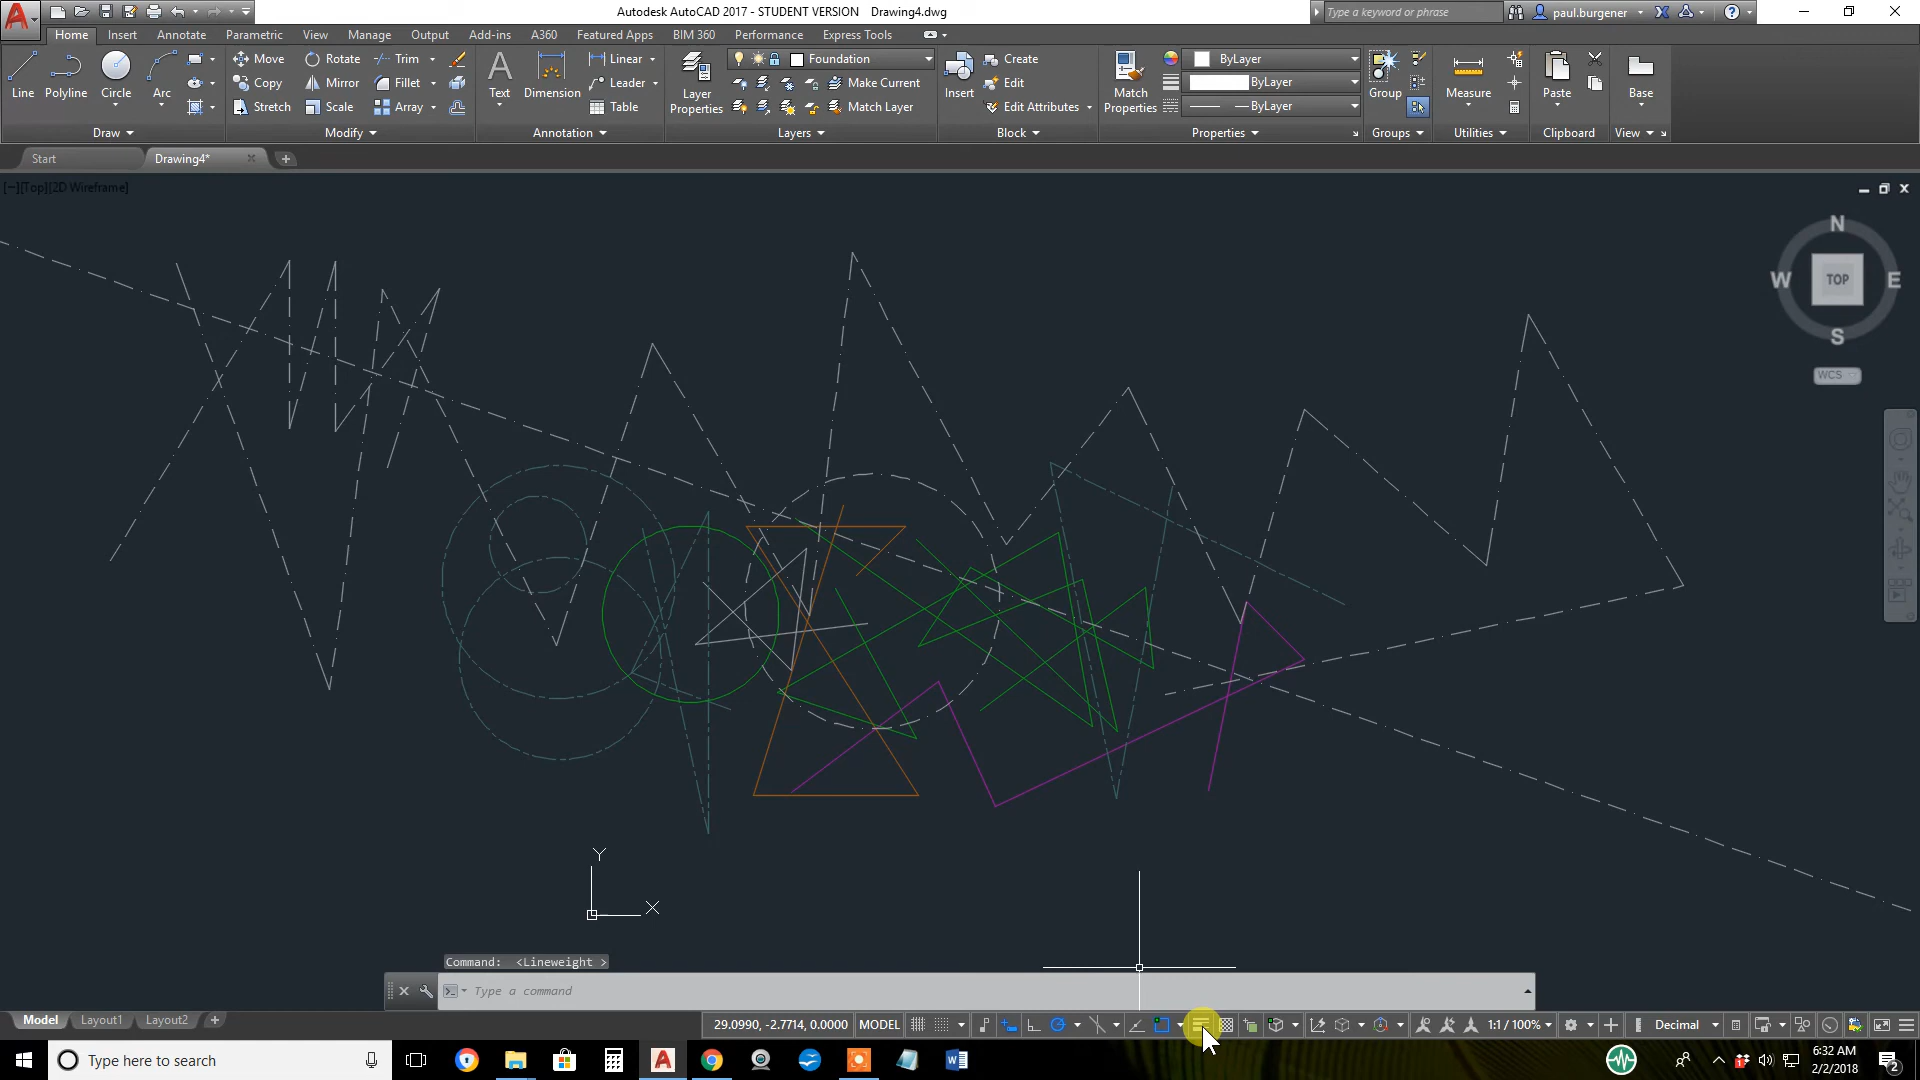 Autodesk AutoCAD 2017 - STUDENT VERSION Drawing4.dwg
Type a keyword or phrase
paul.burgener
Home Insert Annotate Parametric View Manage Output Add-ins A360 Featured Apps BIM 360 Performance Express Tools
Line Polyline Circle Arc
Move Rotate Trim
Copy Mirror Fillet
Stretch Scale Array
Text Dimension
Linear
Leader
Table
Layer Properties
Foundation
Make Current
Match Layer
Insert
Create
Edit
Edit Attributes
Match Properties
ByLayer
ByLayer
ByLayer
Group Measure Paste Base
Draw Modify Annotation Layers Block Properties Groups Utilities Clipboard View
Start Drawing4*
[−][Top][2D Wireframe]
N
W TOP E
S
WCS
Y
X
Command: <Lineweight >
Type a command
Model Layout1 Layout2
29.0990, -2.7714, 0.0000 MODEL
1:1 / 100% Decimal
Type here to search
6:32 AM
2/2/2018
1
2